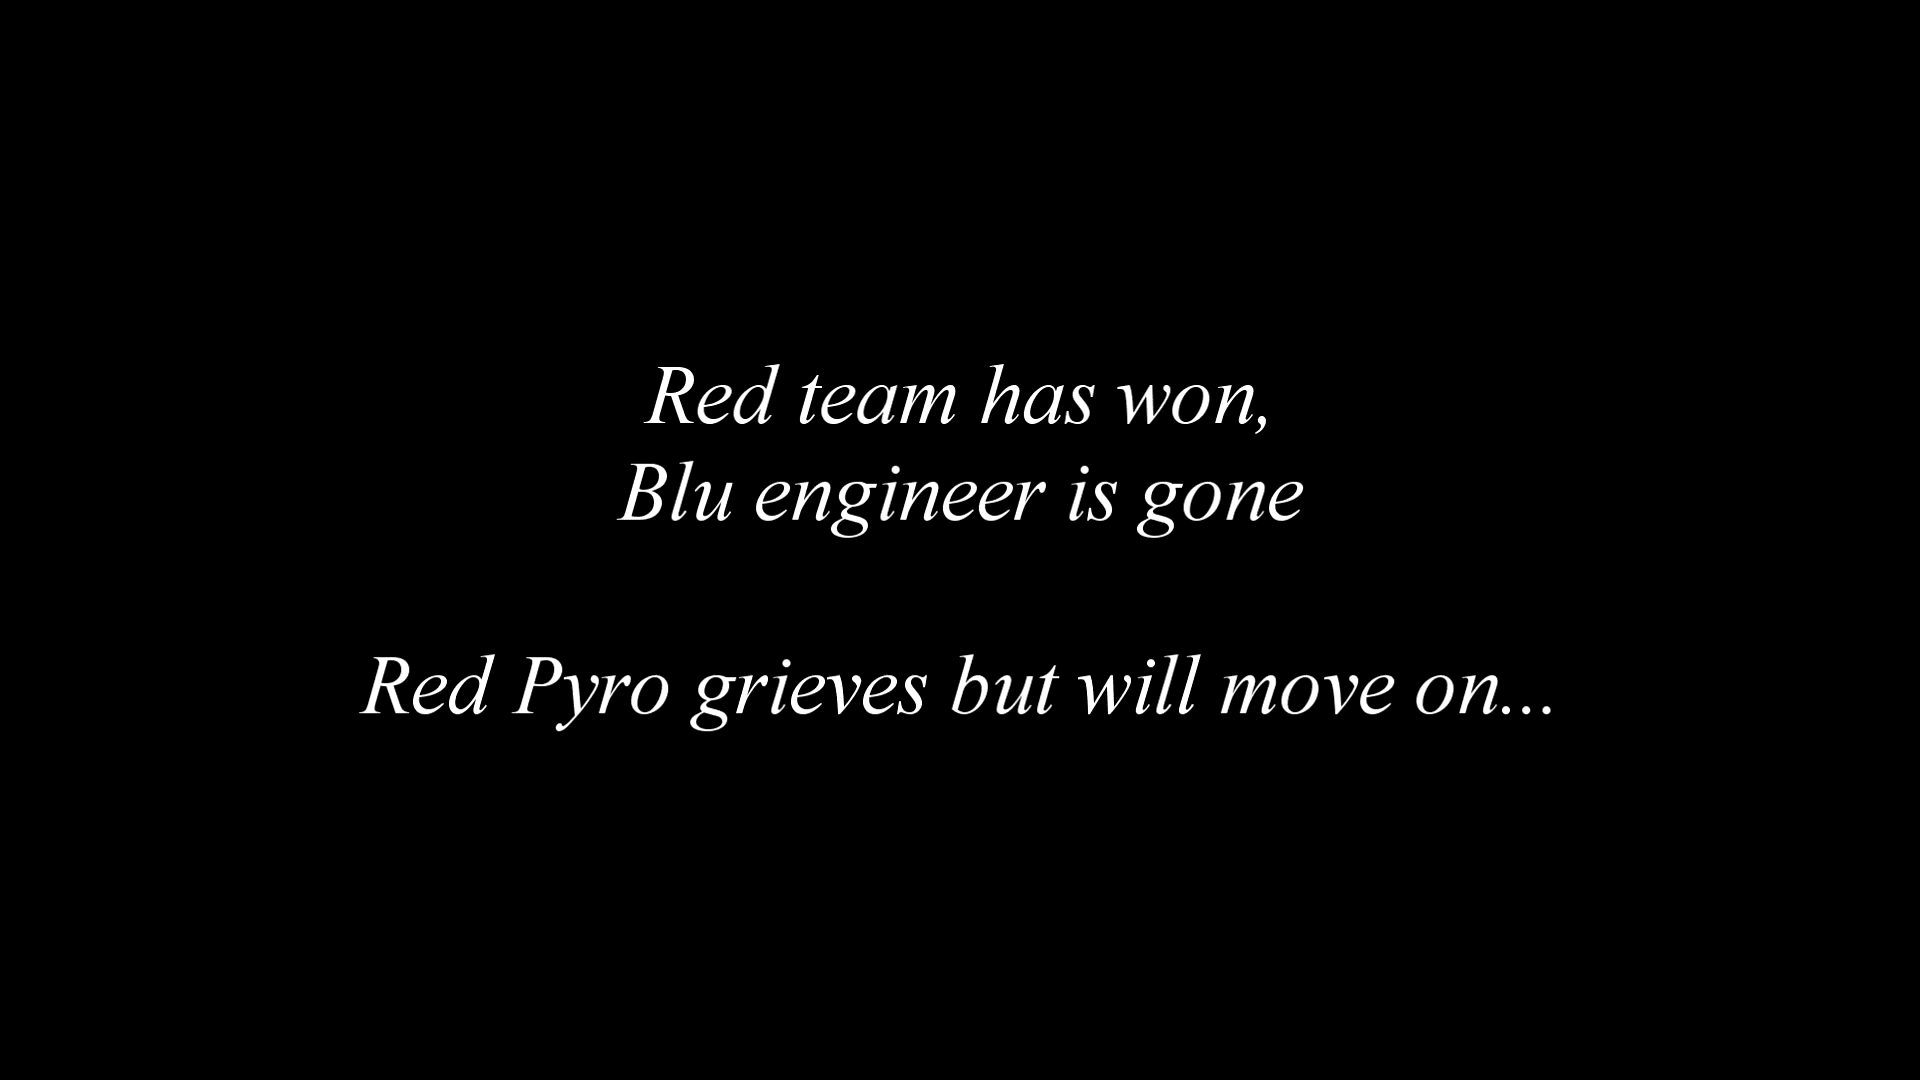 Red team has won,
Blu engineer is gone
Red Pyro grieves but will move on...